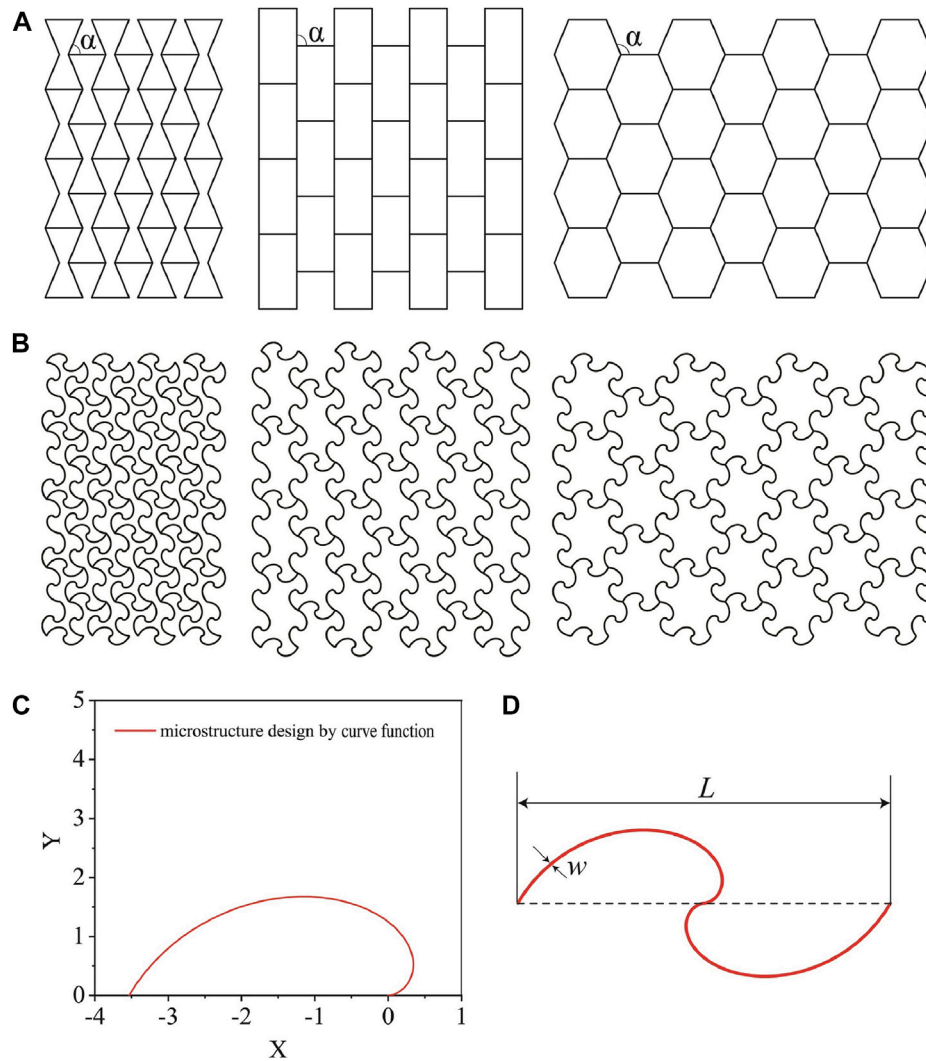 A
α
α
α
B
C
D
5
4
3
2
1
0
Y
microstructure design by curve function
-4
-3
-2
-1
0
1
X
L
w